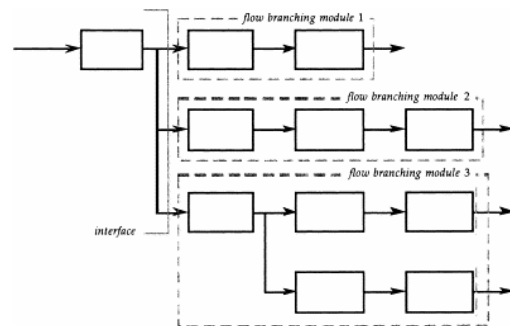 flow branching module 1
flow branching module 2
flow branching module 3
interface